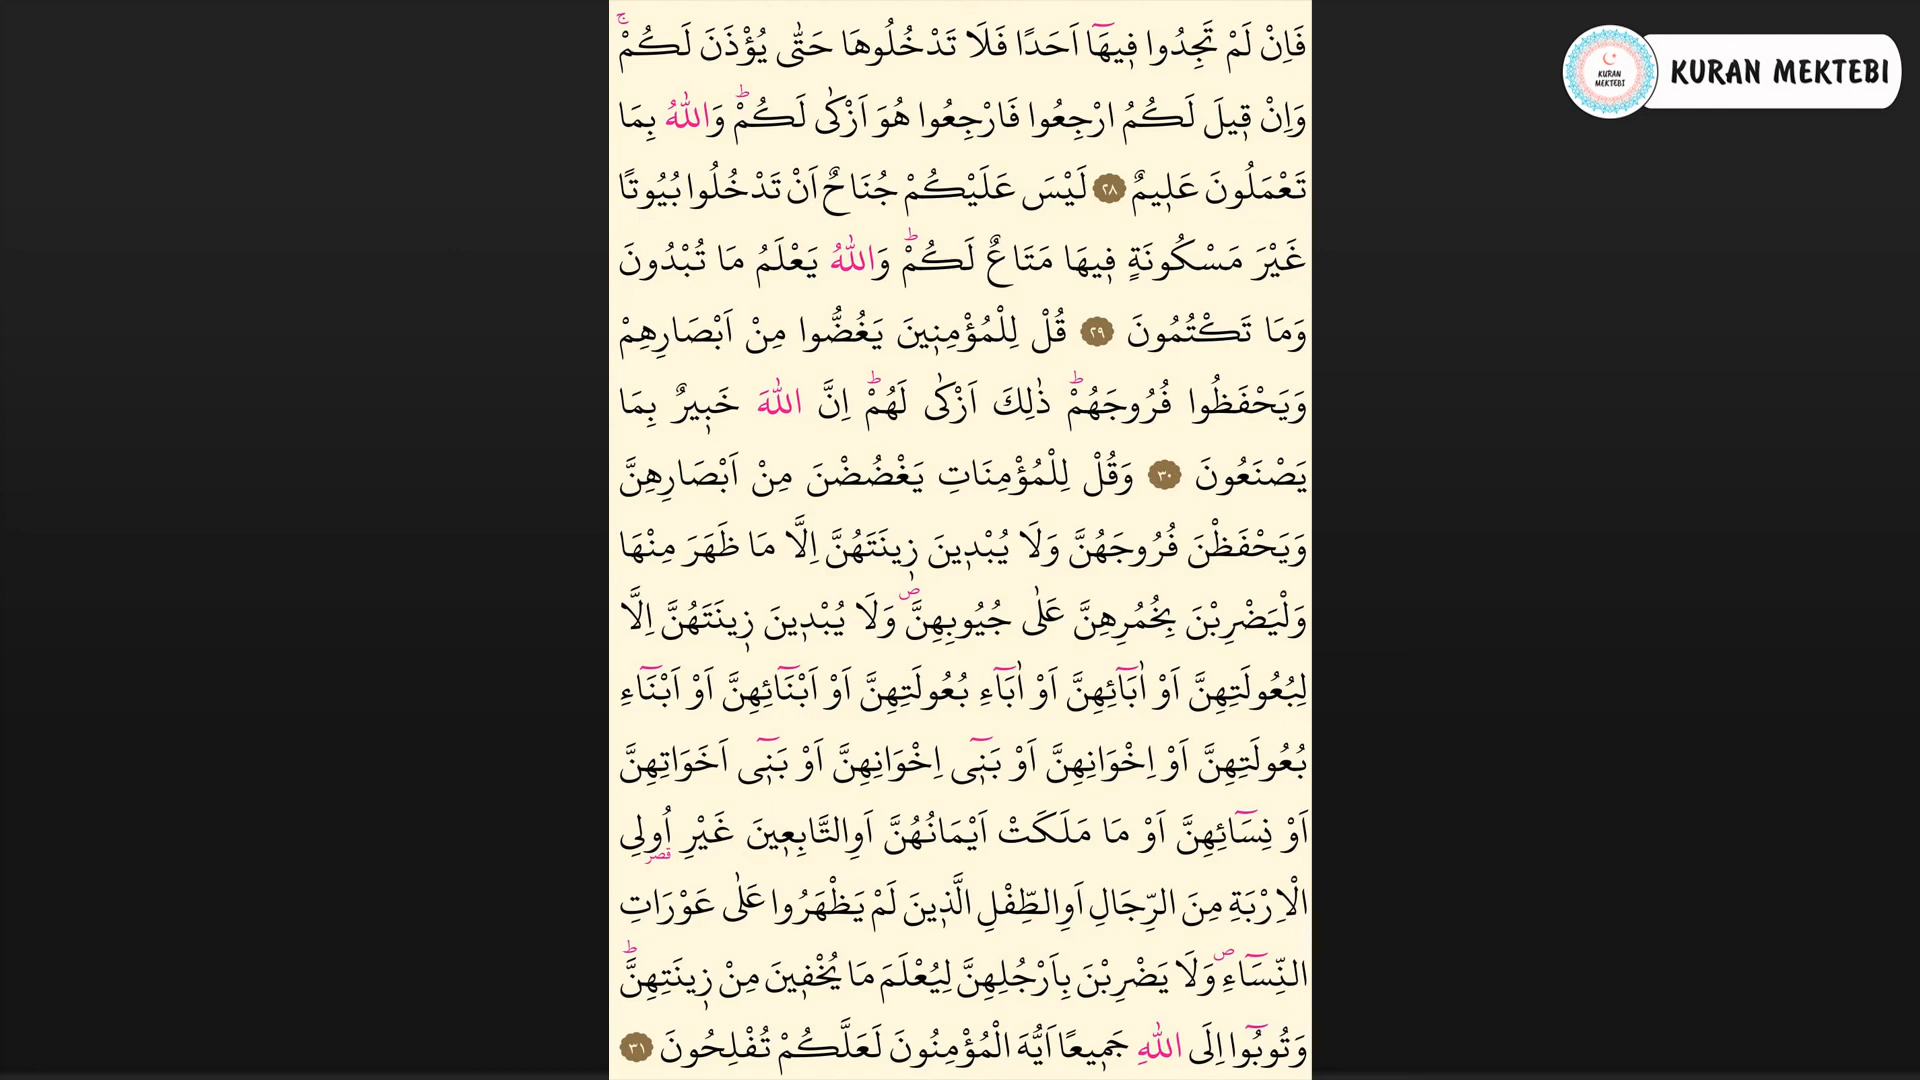 فَاِنْ لَمْ تَجِدُوا ف۪يهَٓا اَحَدًا فَلَا تَدْخُلُوهَا حَتّٰى يُؤْذَنَ لَكُمْۚ
وَاِنْ ق۪يلَ لَكُمُ ارْجِعُوا فَارْجِعُوا هُوَ اَزْكٰى لَكُمْۜ وَاللّٰهُ بِمَا
تَعْمَلُونَ عَل۪يمٌ ﴿٢٨﴾ لَيْسَ عَلَيْكُمْ جُنَاحٌ اَنْ تَدْخُلُوا بُيُوتًا
غَيْرَ مَسْكُونَةٍ ف۪يهَا مَتَاعٌ لَكُمْۜ وَاللّٰهُ يَعْلَمُ مَا تُبْدُونَ
وَمَا تَكْتُمُونَ ﴿٢٩﴾ قُلْ لِلْمُؤْمِن۪ينَ يَغُضُّوا مِنْ اَبْصَارِهِمْ
وَيَحْفَظُوا فُرُوجَهُمْۜ ذٰلِكَ اَزْكٰى لَهُمْۜ اِنَّ اللّٰهَ خَب۪يرٌ بِمَا
يَصْنَعُونَ ﴿٣٠﴾ وَقُلْ لِلْمُؤْمِنَاتِ يَغْضُضْنَ مِنْ اَبْصَارِهِنَّ
وَيَحْفَظْنَ فُرُوجَهُنَّ وَلَا يُبْد۪ينَ ز۪ينَتَهُنَّ اِلَّا مَا ظَهَرَ مِنْهَا
وَلْيَضْرِبْنَ بِخُمُرِهِنَّ عَلٰى جُيُوبِهِنَّۖ وَلَا يُبْد۪ينَ ز۪ينَتَهُنَّ اِلَّا
لِبُعُولَتِهِنَّ اَوْ اٰبَٓائِهِنَّ اَوْ اٰبَٓاءِ بُعُولَتِهِنَّ اَوْ اَبْنَٓائِهِنَّ اَوْ اَبْنَٓاءِ
بُعُولَتِهِنَّ اَوْ اِخْوَانِهِنَّ اَوْ بَن۪ٓى اِخْوَانِهِنَّ اَوْ بَن۪ٓى اَخَوَاتِهِنَّ
اَوْ نِسَٓائِهِنَّ اَوْ مَا مَلَكَتْ اَيْمَانُهُنَّ اَوِالتَّابِع۪ينَ غَيْرِ اُولِى
قصر
الْاِرْبَةِ مِنَ الرِّجَالِ اَوِالطِّفْلِ الَّذ۪ينَ لَمْ يَظْهَرُوا عَلٰى عَوْرَاتِ
النِّسَٓاءِۖ وَلَا يَضْرِبْنَ بِاَرْجُلِهِنَّ لِيُعْلَمَ مَا يُخْف۪ينَ مِنْ ز۪ينَتِهِنَّۜ
وَتُوبُٓوا اِلَى اللّٰهِ جَم۪يعًا اَيُّهَ الْمُؤْمِنُونَ لَعَلَّكُمْ تُفْلِحُونَ ﴿٣١﴾
KURAN MEKTEBI
KURAN
MEKTEBI